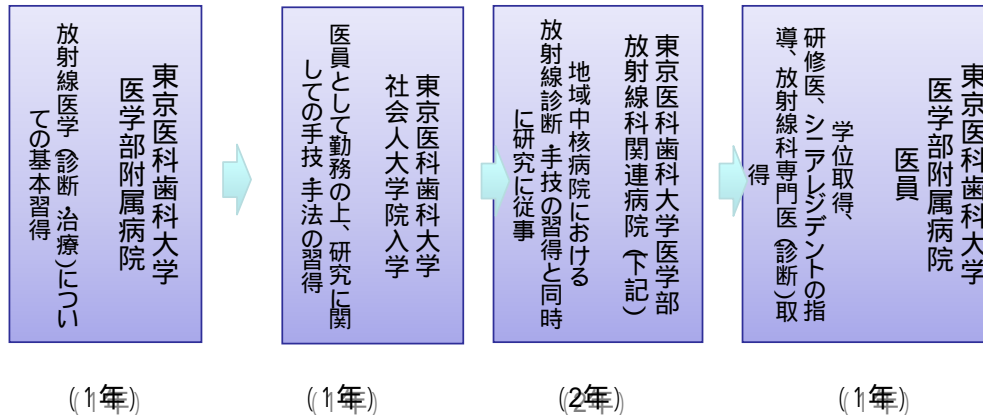 東京医科歯科大学
医学部附属病院
放射線医学（診断・治療）につい
ての基本習得
東京医科歯科大学
社会人大学院入学
医員として勤務の上、研究に関
しての手技・手法の習得
東京医科歯科大学医学部
放射線科関連病院（下記）
地域中核病院における
放射線診断・手技の習得と同時
に研究に従事
東京医科歯科大学
医学部附属病院
医員
学位取得、
研修医、シニアレジデントの指
導、放射線科専門医（診断）取
得
(１年)
(１年)
(2年)
(１年)